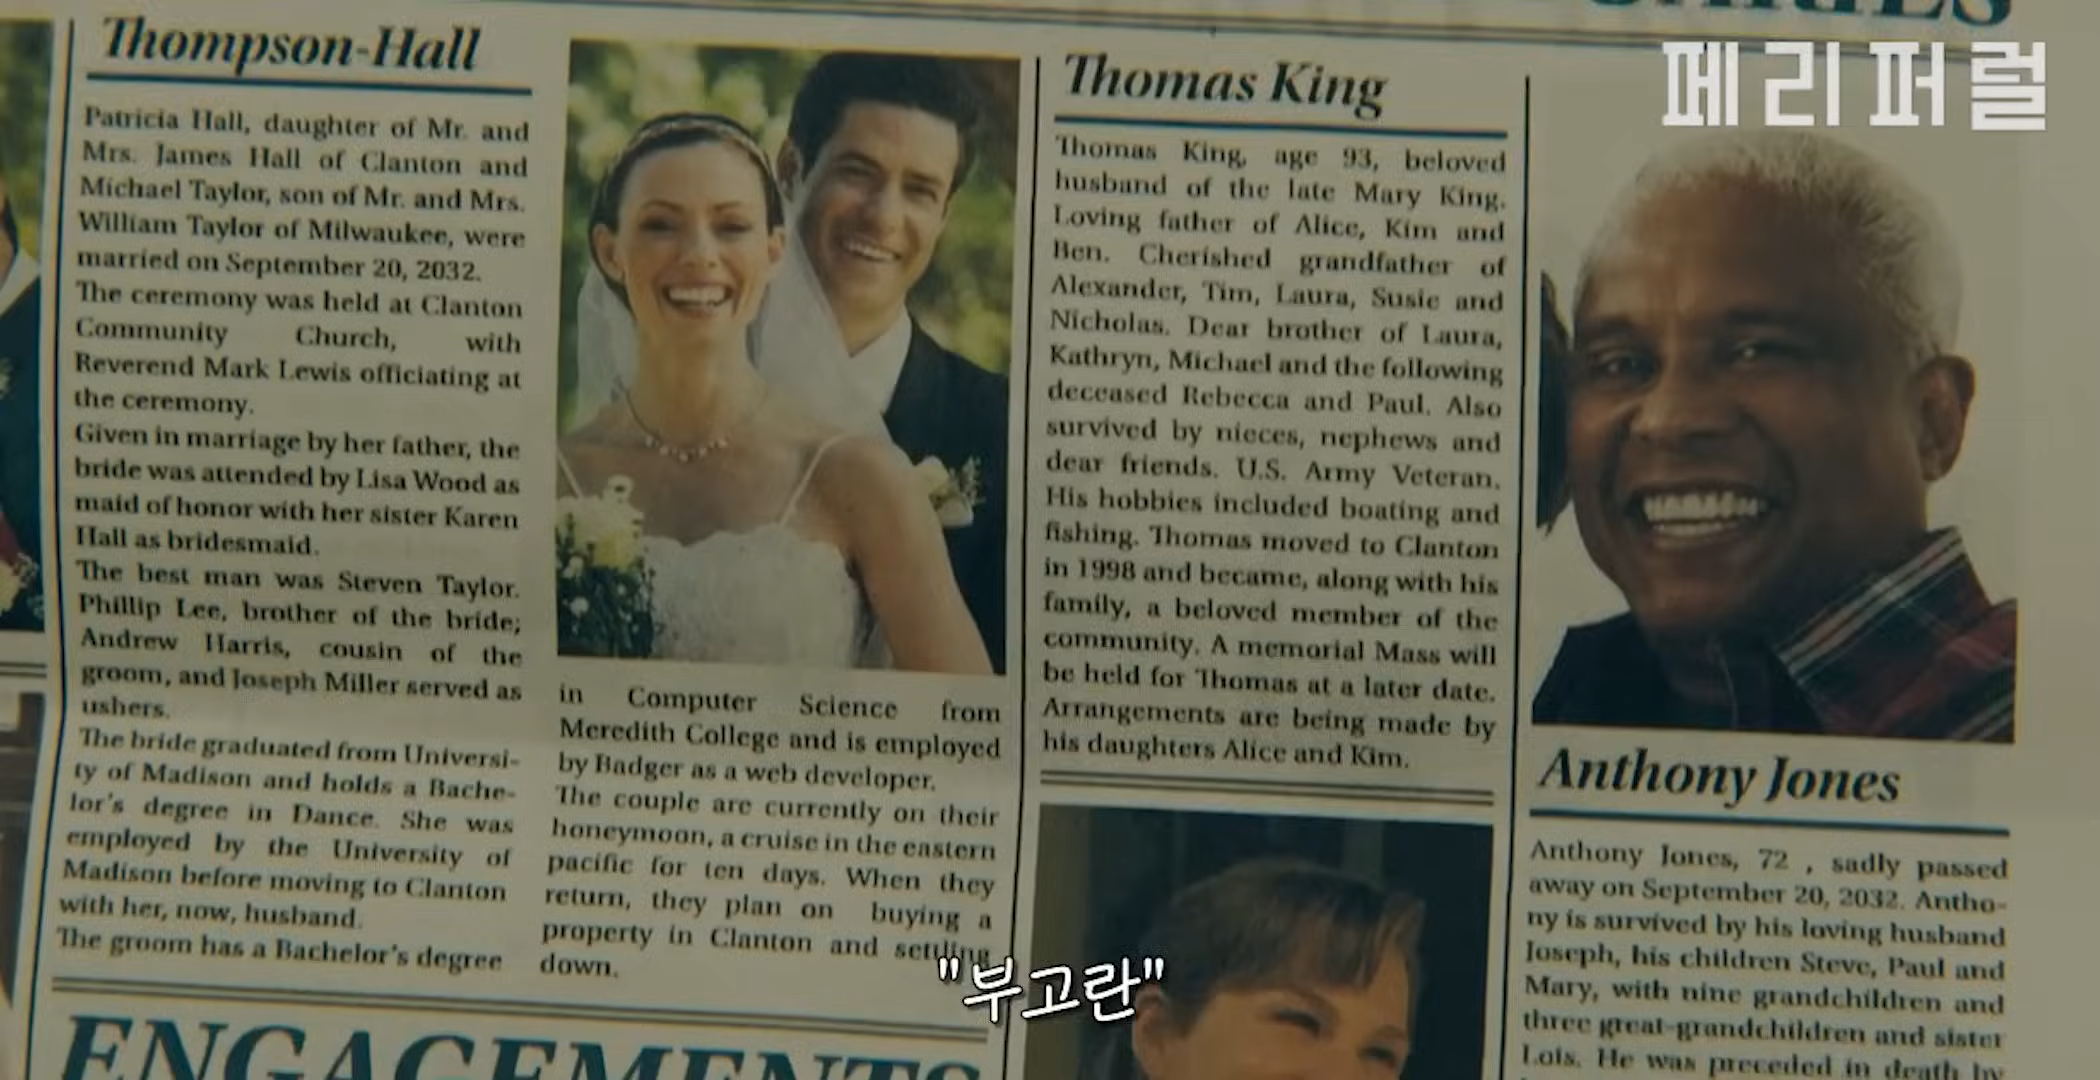 Thompson-Hall
Patricia Hall, daughter of Mr. and
Mrs. James Hall of Clanton and
Michael Taylor, son of Mr. and Mrs.
William Taylor of Milwaukee, were
married on September 20, 2032.
The ceremony was held at Clanton
Community Church, with
Reverend Mark Lewis officiating at
the ceremony.
Given in marriage by her father, the
bride was attended by Lisa Wood as
maid of honor with her sister Karen
Hall as bridesmaid.
The best man was Steven Taylor.
Phillip Lee, brother of the bride;
Andrew Harris, cousin of the
groom, and Joseph Miller served as
ushers.
The bride graduated from Universi-
ty of Madison and holds a Bache-
lor's degree in Dance. She was
employed by the University of
Madison before moving to Clanton
with her, now, husband.
The groom has a Bachelor's degree
in Computer Science from
Meredith College and is employed
by Badger as a web developer.
The couple are currently on their
honeymoon, a cruise in the eastern
pacific for ten days. When they
return, they plan on buying a
property in Clanton and settling
down.
ENGAGEMENTS
Thomas King
Thomas King, age 93, beloved
husband of the late Mary King.
Loving father of Alice, Kim and
Ben. Cherished grandfather of
Alexander, Tim, Laura, Susie and
Nicholas. Dear brother of Laura,
Kathryn, Michael and the following
deceased Rebecca and Paul. Also
survived by nieces, nephews and
dear friends. U.S. Army Veteran.
His hobbies included boating and
fishing. Thomas moved to Clanton
in 1998 and became, along with his
family, a beloved member of the
community. A memorial Mass will
be held for Thomas at a later date.
Arrangements are being made by
his daughters Alice and Kim.
페리퍼럴
Anthony Jones
Anthony Jones, 72 , sadly passed
away on September 20, 2032. Antho-
ny is survived by his loving husband
Joseph, his children Steve, Paul and
Mary, with nine grandchildren and
three great-grandchildren and sister
Lois. He was preceded in death by
"부고란"